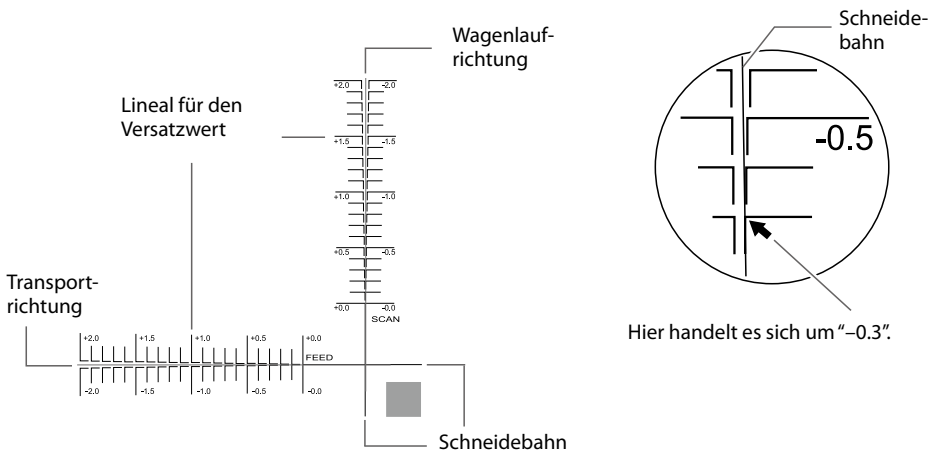 Wagenlauf-
richtung
Lineal für den
Versatzwert
Transport-
richtung
+2.0 -2.0
+1.5 -1.5
+1.0 -1.0
+0.5 -0.5
+0.0 -0.0
SCAN
+2.0 +1.5 +1.0 +0.5 +0.0
FEED
-2.0 -1.5 -1.0 -0.5 -0.0
Schneidebahn
Schneide-
bahn
-0.5
Hier handelt es sich um “–0.3”.